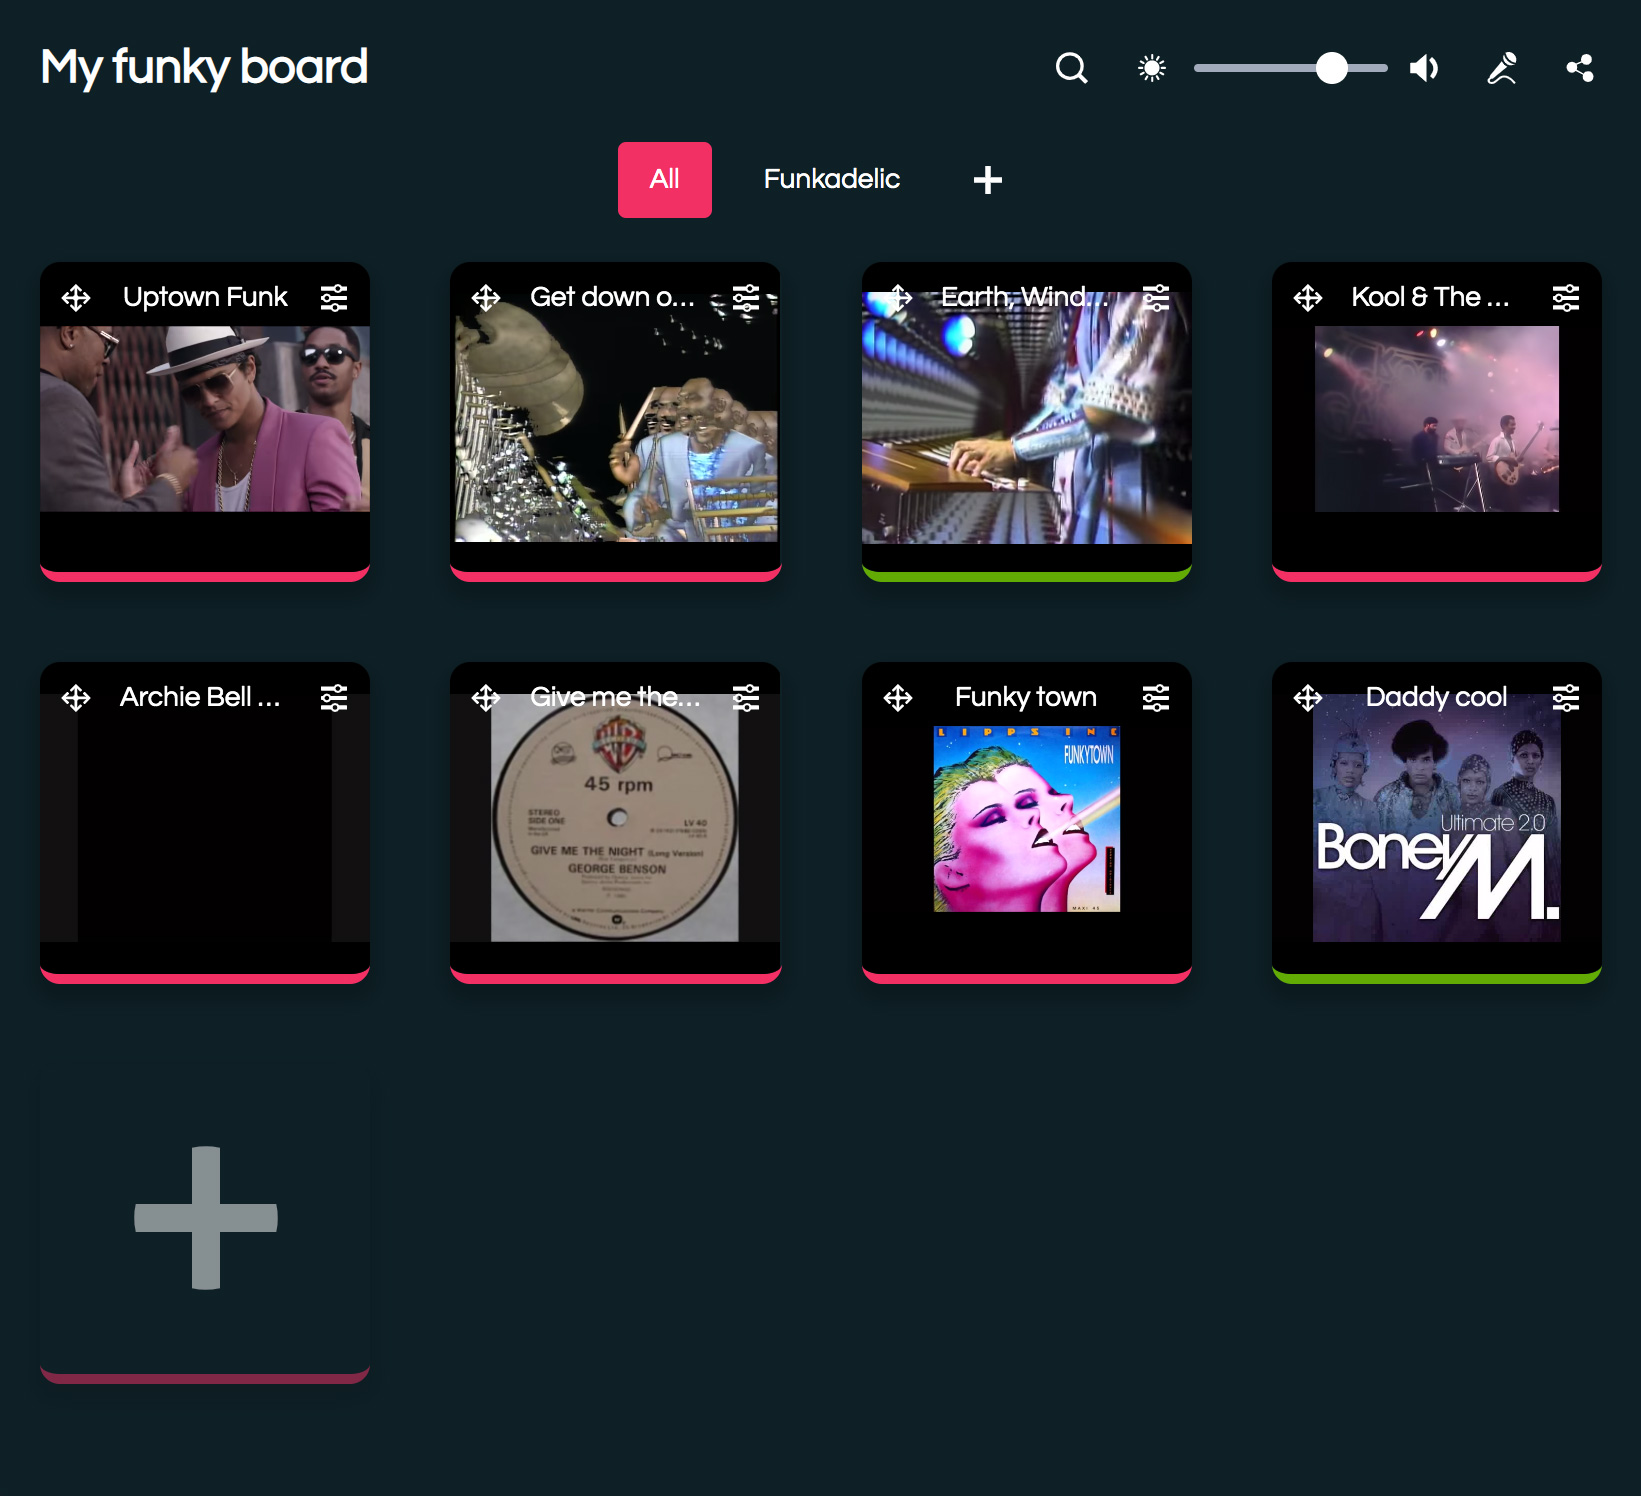 My funky board
All
Funkadelic
Uptown Funk
Get down o...
Earth, Wind...
Kool & The ...
Archie Bell ...
Give me the...
45 rpm
STEREO
SIDE ONE
LV 40
GIVE ME THE NIGHT (Long Version)
GEORGE BENSON
Funky town
LIPPS INC
FUNKYTOWN
MAXI 45
Daddy cool
Ultimate 2.0
Boney M.